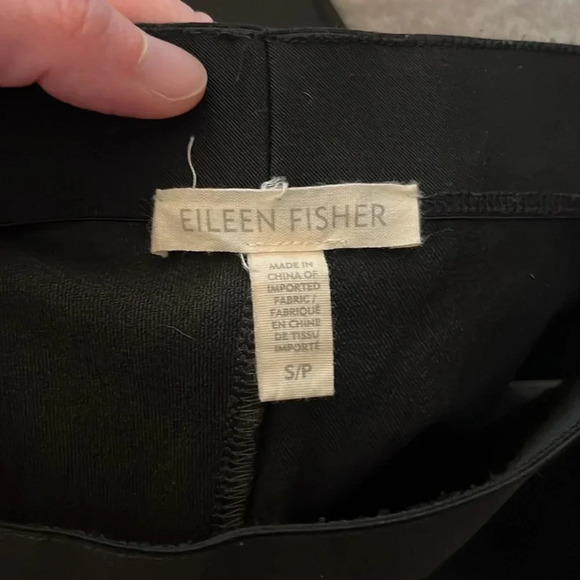 EILEEN FISHER
MADE IN
CHINA OF
IMPORTED
FABRIC/
FABRIQUÉ
EN CHINE
DE TISSU
IMPORTÉ
S/P